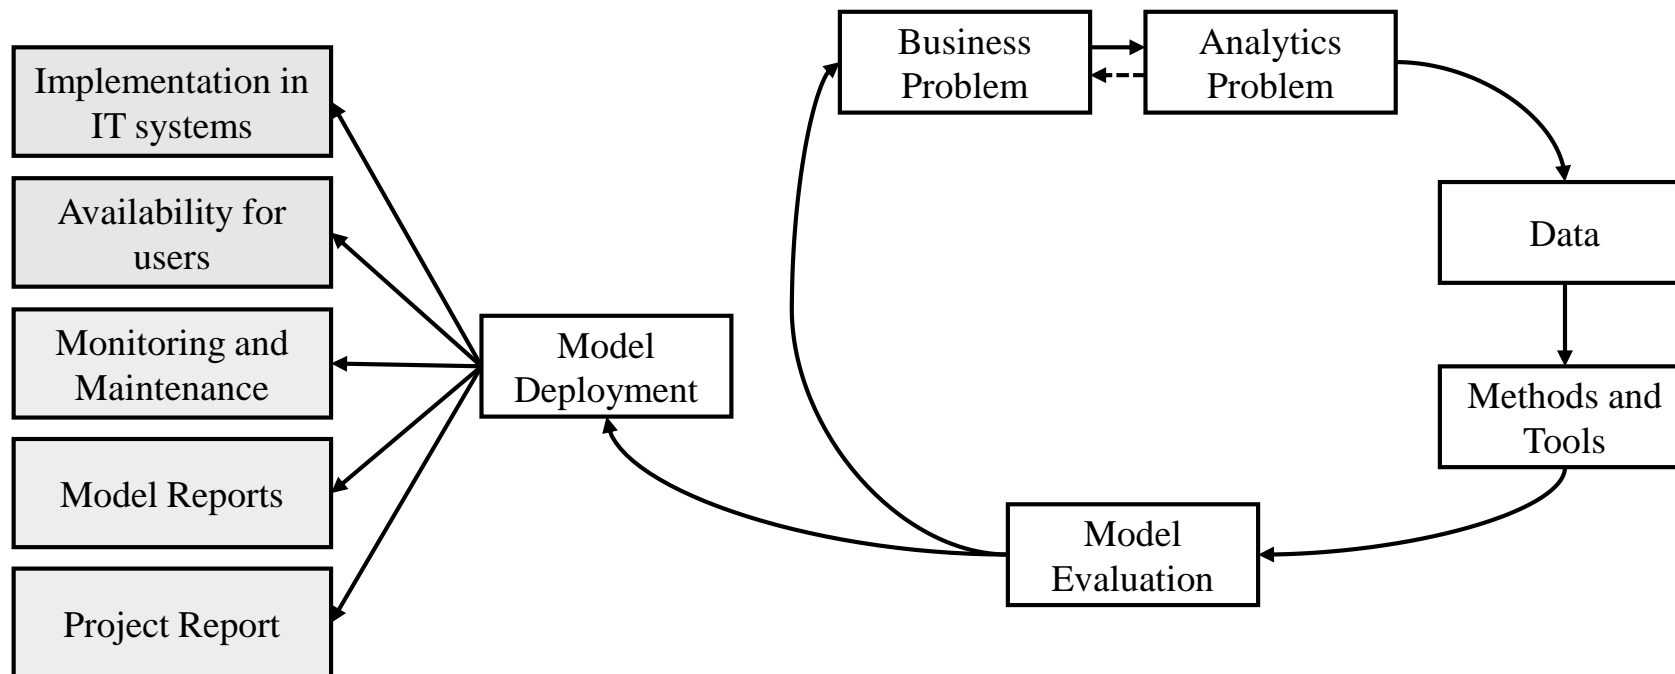 Business
Problem
Analytics
Problem
Implementation in
IT systems
Availability for
users
Data
Monitoring and
Maintenance
Model
Deployment
Methods and
Tools
Model Reports
Model
Evaluation
Project Report